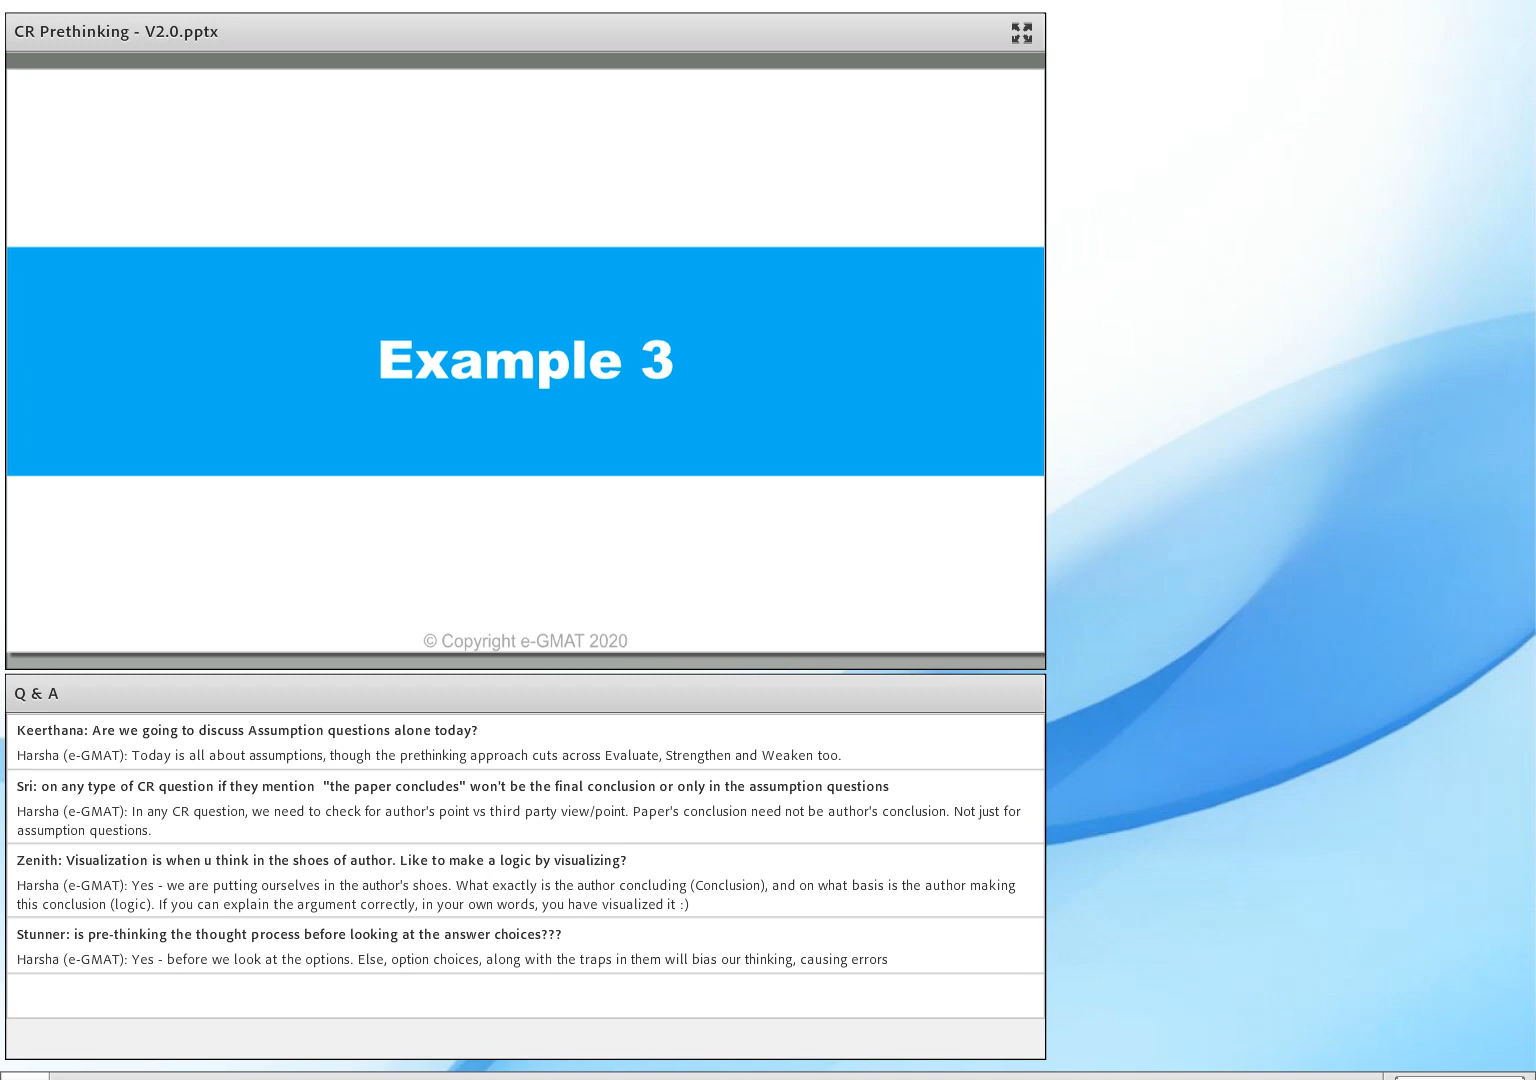 CR Prethinking - V2.0.pptx
Example 3
© Copyright e-GMAT 2020
Q & A
Keerthana: Are we going to discuss Assumption questions alone today?
Harsha (e-GMAT): Today is all about assumptions, though the prethinking approach cuts across Evaluate, Strengthen and Weaken too.
Sri: on any type of CR question if they mention  "the paper concludes" won't be the final conclusion or only in the assumption questions
Harsha (e-GMAT): In any CR question, we need to check for author's point vs third party view/point. Paper's conclusion need not be author's conclusion. Not just for
assumption questions.
Zenith: Visualization is when u think in the shoes of author. Like to make a logic by visualizing?
Harsha (e-GMAT): Yes - we are putting ourselves in the author's shoes. What exactly is the author concluding (Conclusion), and on what basis is the author making
this conclusion (logic). If you can explain the argument correctly, in your own words, you have visualized it :)
Stunner: is pre-thinking the thought process before looking at the answer choices???
Harsha (e-GMAT): Yes - before we look at the options. Else, option choices, along with the traps in them will bias our thinking, causing errors